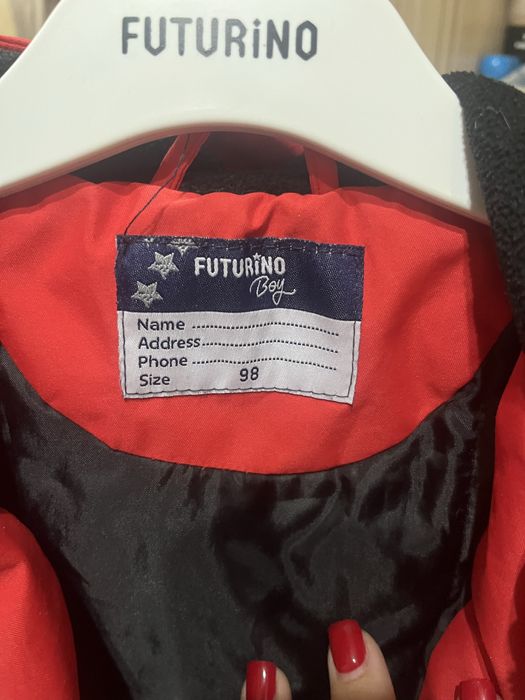 FUTURiNO
FUTURiNO
Boy
Name ........................................
Address....................................
Phone ........................................
Size 98